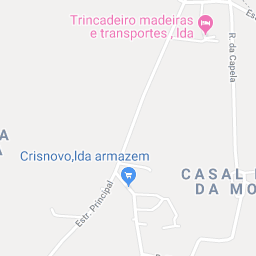 Trincadeiro madeiras
e transportes , lda
R. da Capela
A
A
Crisnovo,lda armazem
CASAL
DA MO
Estr. Principal